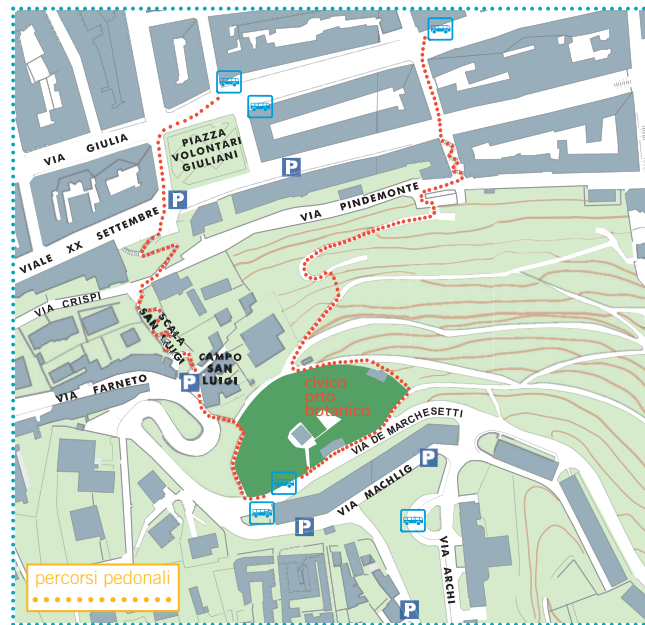 VIA GIULIA
PIAZZA
VOLONTARI
GIULIANI
P
P
VIALE XX SETTEMBRE
VIA PINDEMONTE
VIA CRISPI
SCALA
SAN LUIGI
CAMPO
SAN
LUIGI
VIA FARNETO
P
civico
orto
botanico
VIA DE MARCHESETTI
P
VIA MACHLIG
P
VIA ARCHI
P
percorsi pedonali